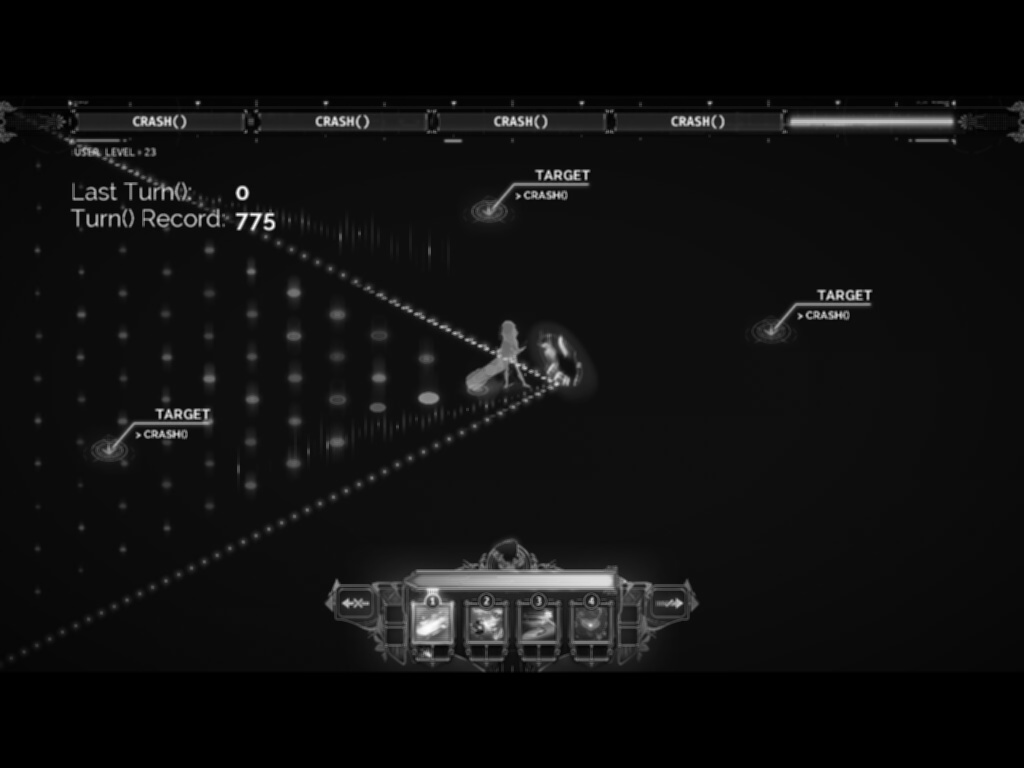 CRASH() CRASH() CRASH() CRASH()
USER LEVEL - 23
Last Turn(): 0
Turn() Record: 775
TARGET
> CRASH()
TARGET
> CRASH()
TARGET
> CRASH()
1 2 3 4